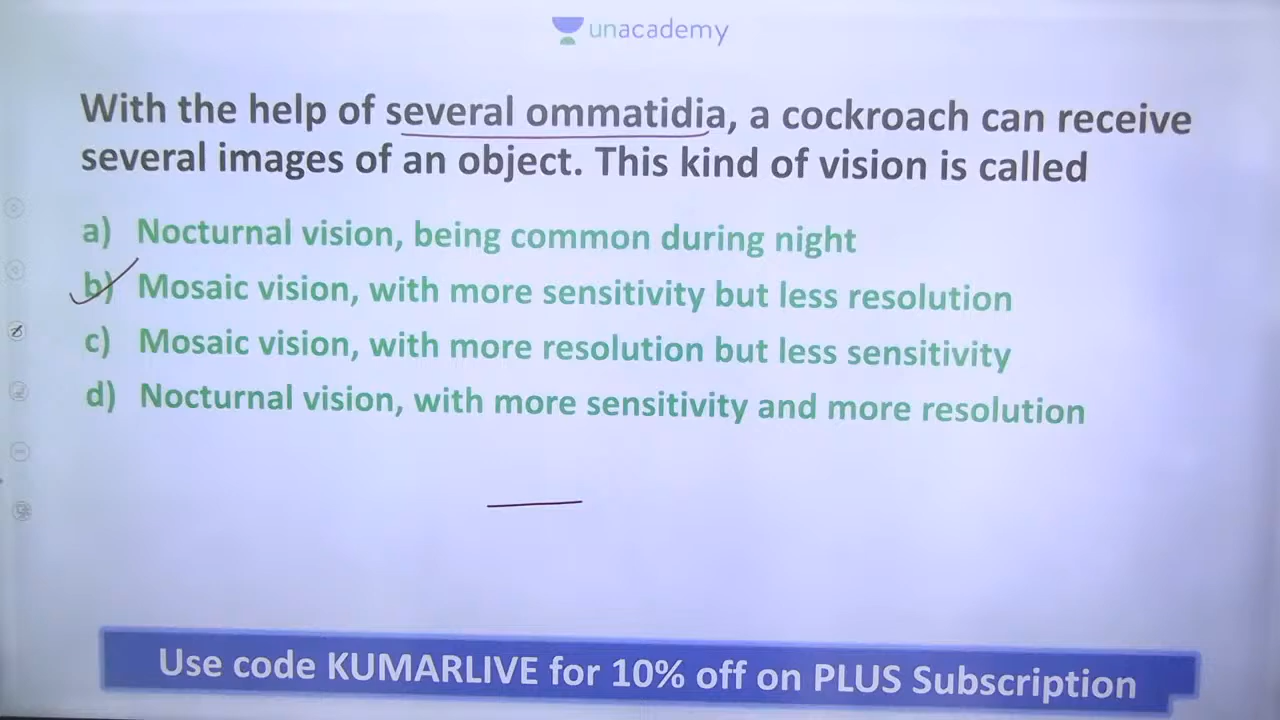 unacademy
With the help of several ommatidia, a cockroach can receive
several images of an object. This kind of vision is called
a) Nocturnal vision, being common during night
b) Mosaic vision, with more sensitivity but less resolution
c) Mosaic vision, with more resolution but less sensitivity
d) Nocturnal vision, with more sensitivity and more resolution
Use code KUMARLIVE for 10% off on PLUS Subscription